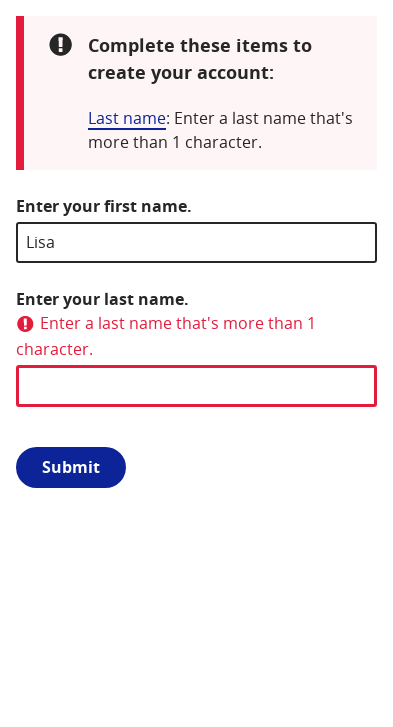 Complete these items to
create your account:
Last name: Enter a last name that's
more than 1 character.
Enter your first name.
Lisa
Enter your last name.
Enter a last name that's more than 1
character.
Submit